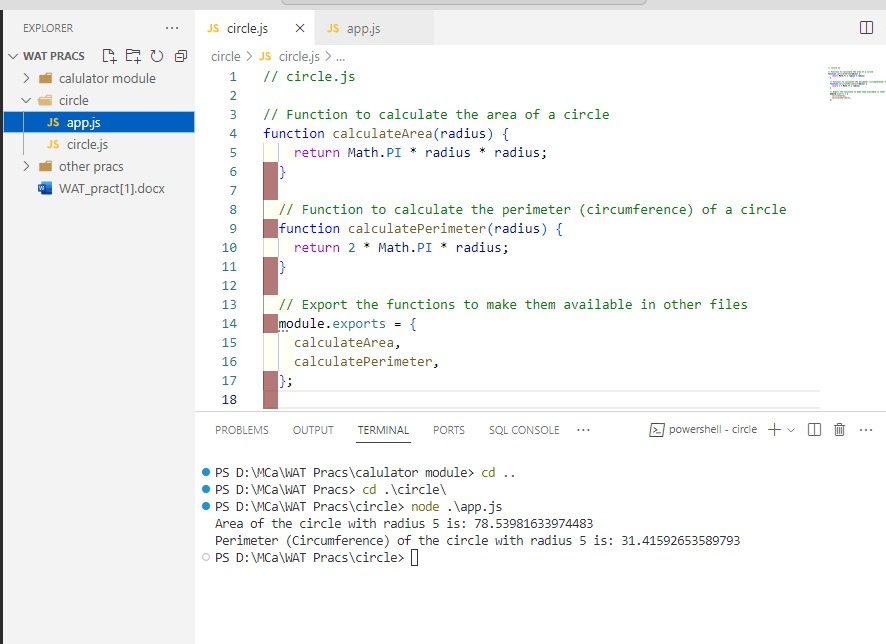 EXPLORER ...
WAT PRACS
calulator module
circle
JS app.js
JS circle.js
other pracs
WAT_pract[1].docx
JS circle.js
JS app.js
circle > JS circle.js > ...
1 // circle.js
2
3 // Function to calculate the area of a circle
4 function calculateArea(radius) {
5 return Math.PI * radius * radius;
6 }
7
8 // Function to calculate the perimeter (circumference) of a circle
9 function calculatePerimeter(radius) {
10 return 2 * Math.PI * radius;
11 }
12
13 // Export the functions to make them available in other files
14 module.exports = {
15 calculateArea,
16 calculatePerimeter,
17 };
18
PROBLEMS OUTPUT TERMINAL PORTS SQL CONSOLE ... powershell - circle ...
PS D:\MCa\WAT Pracs\calulator module> cd ..
PS D:\MCa\WAT Pracs> cd .\circle\
PS D:\MCa\WAT Pracs\circle> node .\app.js
Area of the circle with radius 5 is: 78.53981633974483
Perimeter (Circumference) of the circle with radius 5 is: 31.41592653589793
PS D:\MCa\WAT Pracs\circle>